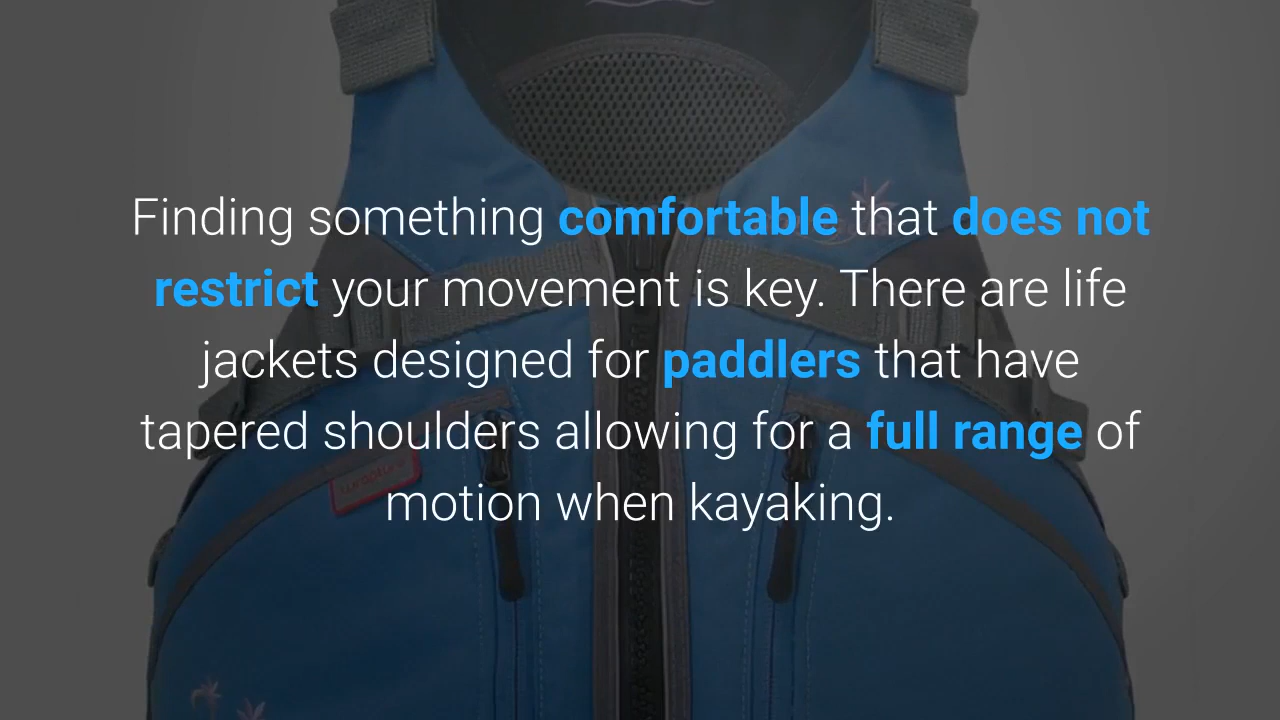 Finding something comfortable that does not
restrict your movement is key. There are life
jackets designed for paddlers that have
tapered shoulders allowing for a full range of
motion when kayaking.